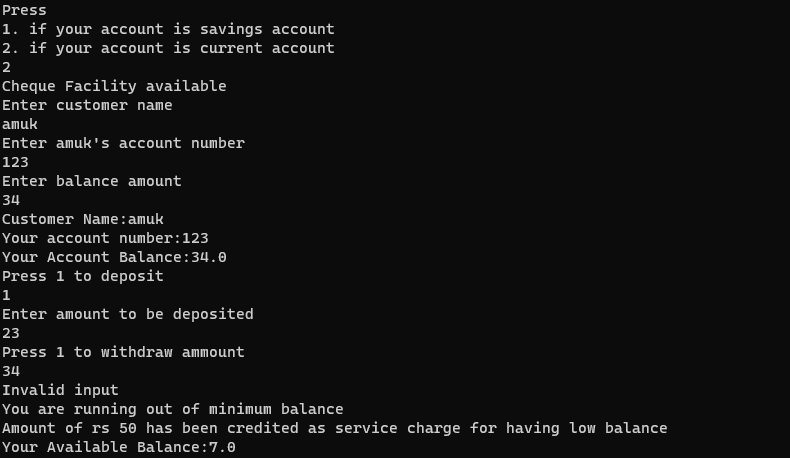 Press
1. if your account is savings account
2. if your account is current account
2
Cheque Facility available
Enter customer name
amuk
Enter amuk's account number
123
Enter balance amount
34
Customer Name:amuk
Your account number:123
Your Account Balance:34.0
Press 1 to deposit
1
Enter amount to be deposited
23
Press 1 to withdraw ammount
34
Invalid input
You are running out of minimum balance
Amount of rs 50 has been credited as service charge for having low balance
Your Available Balance:7.0